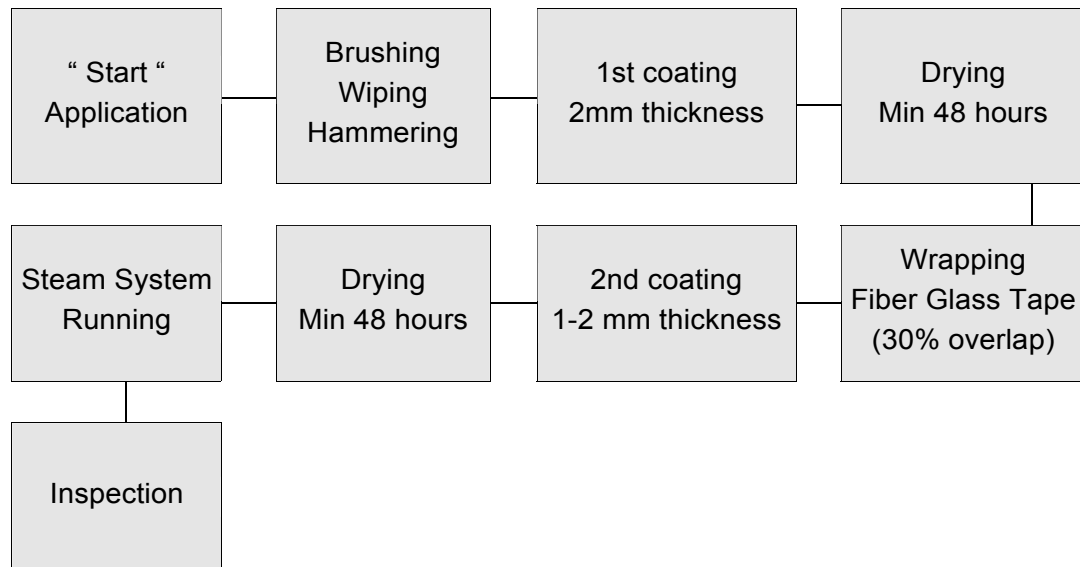 “ Start “
Application
Brushing
Wiping
Hammering
1st coating
2mm thickness
Drying
Min 48 hours
Wrapping
Fiber Glass Tape
(30% overlap)
2nd coating
1-2 mm thickness
Drying
Min 48 hours
Steam System
Running
Inspection